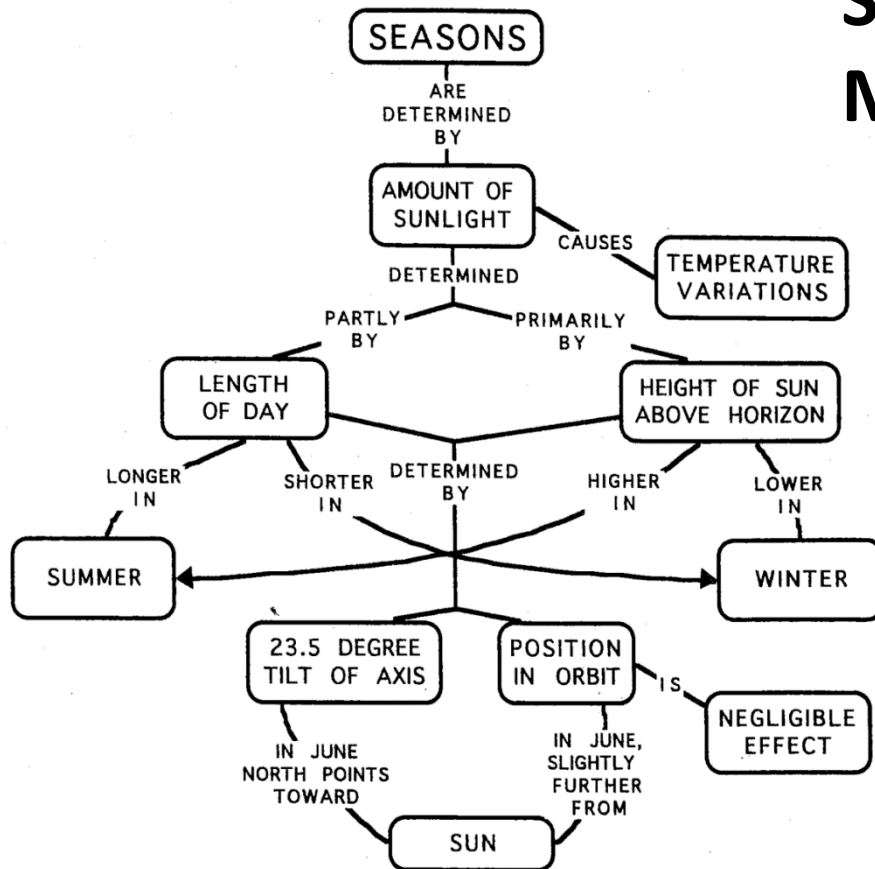 S
M
SEASONS
ARE
DETERMINED
BY
AMOUNT OF
SUNLIGHT
CAUSES
TEMPERATURE
VARIATIONS
DETERMINED
PARTLY
BY
PRIMARILY
BY
LENGTH
OF DAY
HEIGHT OF SUN
ABOVE HORIZON
LONGER
IN
SHORTER
IN
DETERMINED
BY
HIGHER
IN
LOWER
IN
SUMMER
WINTER
23.5 DEGREE
TILT OF AXIS
POSITION
IN ORBIT
IS
NEGLIGIBLE
EFFECT
IN JUNE
NORTH POINTS
TOWARD
IN JUNE,
SLIGHTLY
FURTHER
FROM
SUN